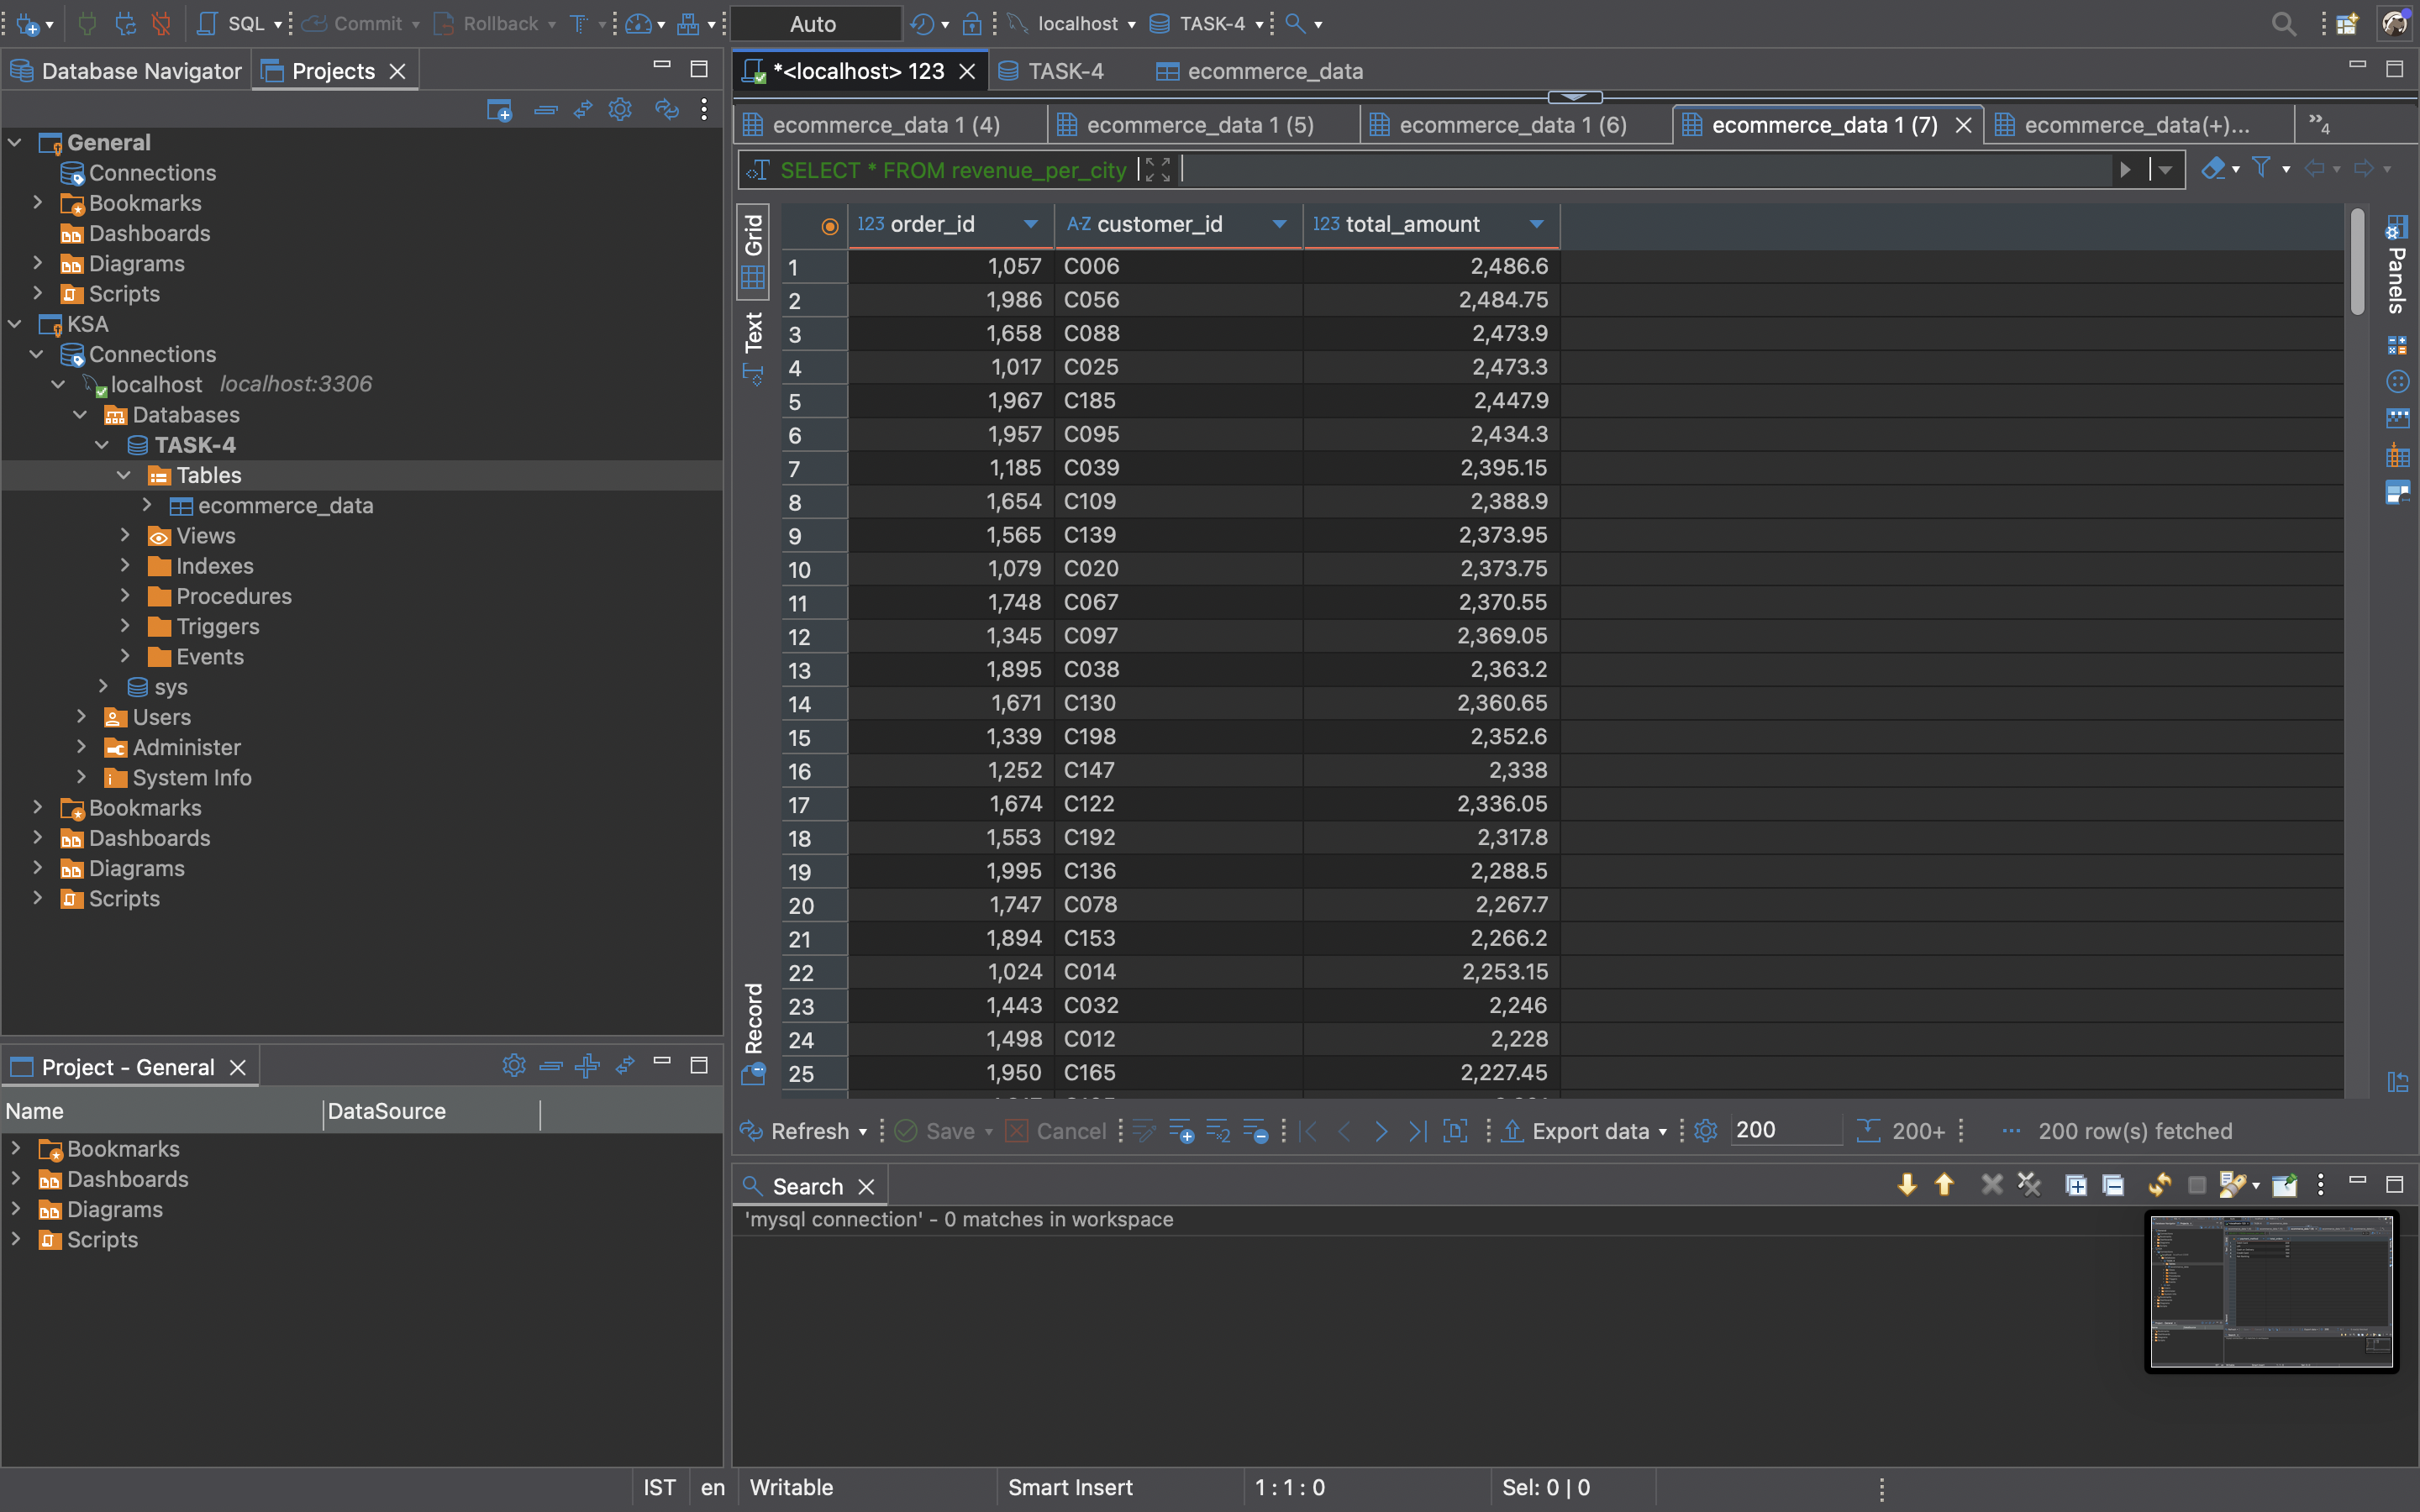 SQL Commit Rollback T Auto localhost TASK-4
Database Navigator Projects
General
Connections
Bookmarks
Dashboards
Diagrams
Scripts
KSA
Connections
localhost localhost:3306
Databases
TASK-4
Tables
ecommerce_data
Views
Indexes
Procedures
Triggers
Events
sys
Users
Administer
System Info
Bookmarks
Dashboards
Diagrams
Scripts
Project - General
Name DataSource
Bookmarks
Dashboards
Diagrams
Scripts
*<localhost> 123 TASK-4 ecommerce_data
ecommerce_data 1 (4) ecommerce_data 1 (5) ecommerce_data 1 (6) ecommerce_data 1 (7) ecommerce_data(+)... »4
SELECT * FROM revenue_per_city
Grid
Text
Record
Panels
123 order_id A-Z customer_id 123 total_amount
1 1,057 C006 2,486.6
2 1,986 C056 2,484.75
3 1,658 C088 2,473.9
4 1,017 C025 2,473.3
5 1,967 C185 2,447.9
6 1,957 C095 2,434.3
7 1,185 C039 2,395.15
8 1,654 C109 2,388.9
9 1,565 C139 2,373.95
10 1,079 C020 2,373.75
11 1,748 C067 2,370.55
12 1,345 C097 2,369.05
13 1,895 C038 2,363.2
14 1,671 C130 2,360.65
15 1,339 C198 2,352.6
16 1,252 C147 2,338
17 1,674 C122 2,336.05
18 1,553 C192 2,317.8
19 1,995 C136 2,288.5
20 1,747 C078 2,267.7
21 1,894 C153 2,266.2
22 1,024 C014 2,253.15
23 1,443 C032 2,246
24 1,498 C012 2,228
25 1,950 C165 2,227.45
Refresh Save Cancel Export data 200 200+ ... 200 row(s) fetched
Search
'mysql connection' - 0 matches in workspace
IST en Writable Smart Insert 1 : 1 : 0 Sel: 0 | 0